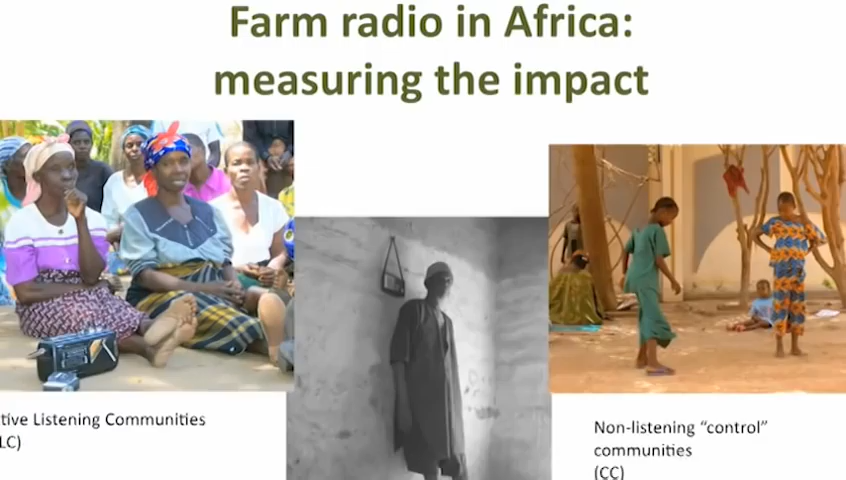 Farm radio in Africa:
measuring the impact
tive Listening Communities
LC)
Non-listening “control”
communities
(CC)